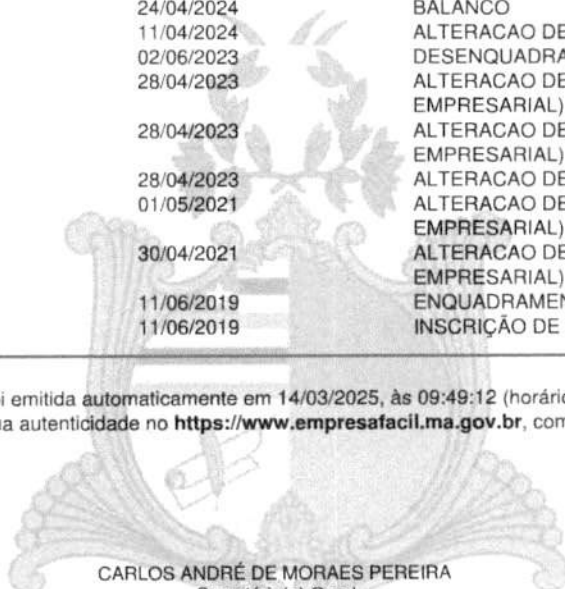 24/04/2024 BALANCO
11/04/2024 ALTERACAO DE
02/06/2023 DESENQUADRA
28/04/2023 ALTERACAO DE
EMPRESARIAL)
28/04/2023 ALTERACAO DE
EMPRESARIAL)
28/04/2023 ALTERACAO DE
01/05/2021 ALTERACAO DE
EMPRESARIAL)
30/04/2021 ALTERACAO DE
EMPRESARIAL)
11/06/2019 ENQUADRAMEN
11/06/2019 INSCRIÇÃO DE
i emitida automaticamente em 14/03/2025, às 09:49:12 (horário
a autenticidade no https://www.empresafacil.ma.gov.br, com
CARLOS ANDRÉ DE MORAES PEREIRA